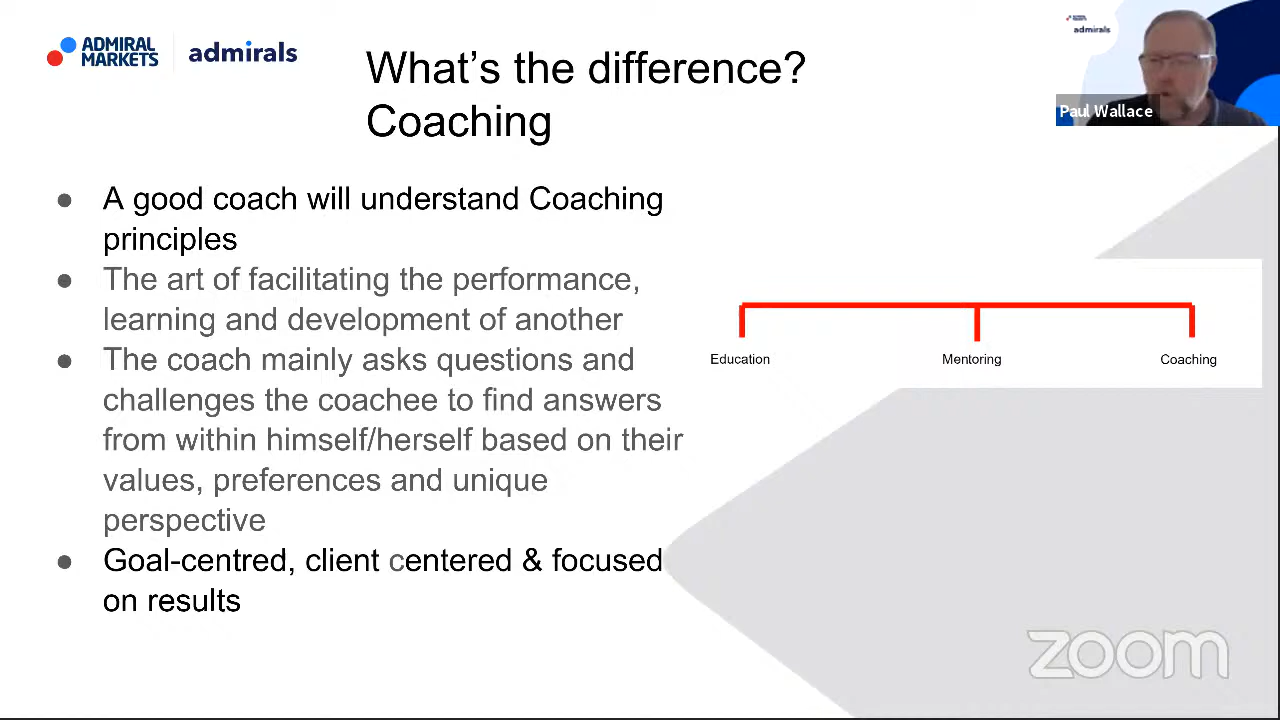 ADMIRAL
MARKETS
admirals
What's the difference?
Coaching
admirals
Paul Wallace
● A good coach will understand Coaching
principles
● The art of facilitating the performance,
learning and development of another
● The coach mainly asks questions and
challenges the coachee to find answers
from within himself/herself based on their
values, preferences and unique
perspective
● Goal-centred, client centered & focused
on results
Education
Mentoring
Coaching
zoom